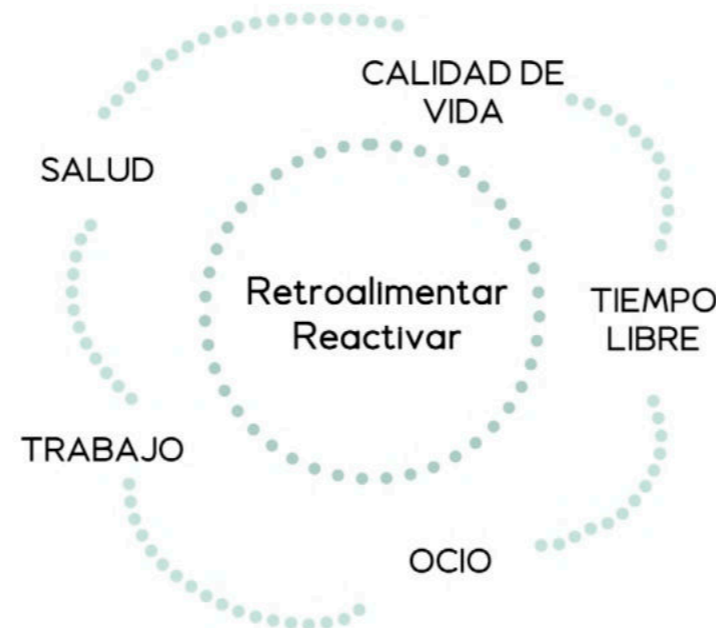 CALIDAD DE
VIDA
SALUD
Retroalimentar
Reactivar
TIEMPO
LIBRE
TRABAJO
OCIO